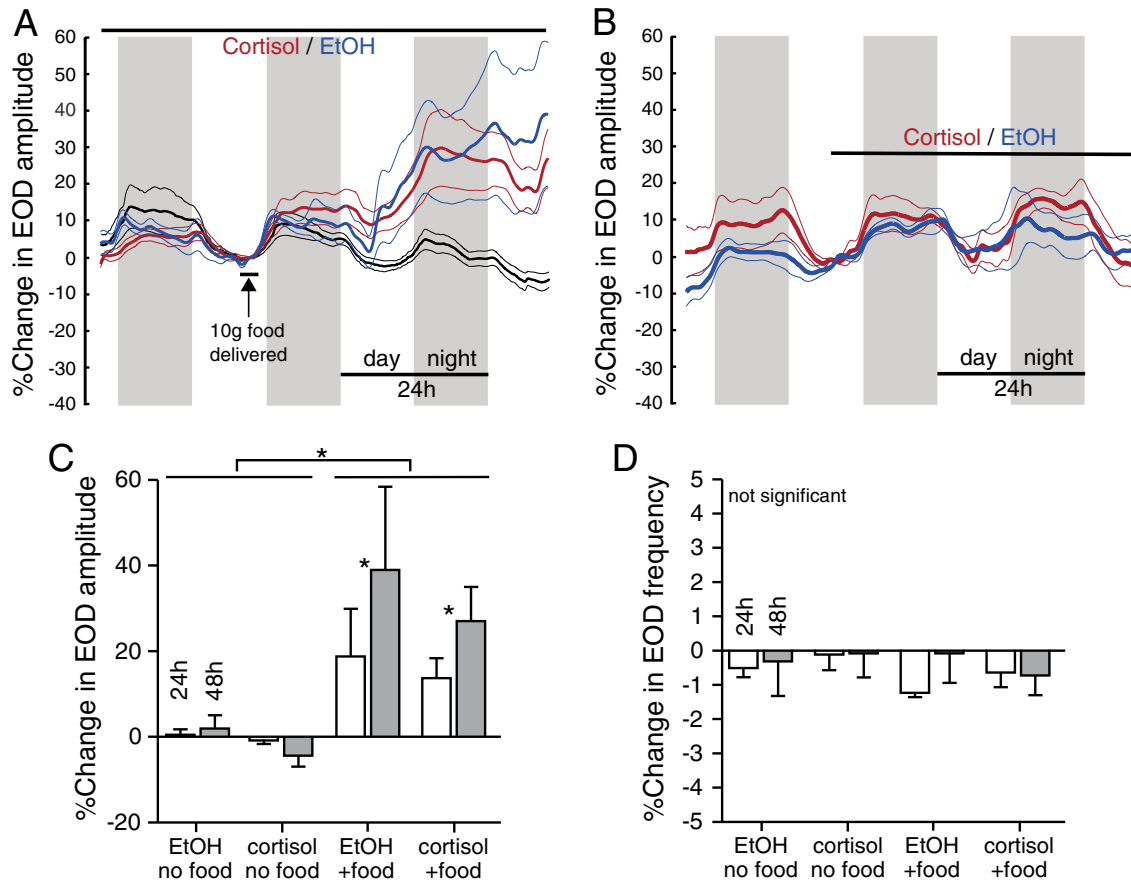 A
%Change in EOD amplitude
60
50
40
30
20
10
0
-10
-20
-30
-40
Cortisol / EtOH
10g food
delivered
day night
24h
B
%Change in EOD amplitude
60
50
40
30
20
10
0
-10
-20
-30
-40
Cortisol / EtOH
day night
24h
C
%Change in EOD amplitude
60
40
20
0
-20
*
24h
48h
*
*
EtOH
no food
cortisol
no food
EtOH
+food
cortisol
+food
D
%Change in EOD frequency
5
4
3
2
1
0
-1
-2
-3
-4
-5
not significant
24h
48h
EtOH
no food
cortisol
no food
EtOH
+food
cortisol
+food